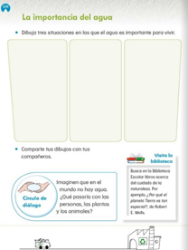 La importancia del agua
• Dibuja tres situaciones en las que el agua es importante para vivir.
• Comparte tus dibujos con tus
compañeros.
Círculo de
diálogo
Imaginen que en el
mundo no hay agua.
¿Qué pasaría con las
personas, las plantas
y los animales?
Visita la
biblioteca
Busca en la Biblioteca
Escolar libros acerca
del cuidado de la
naturaleza. Por
ejemplo, ¿Por qué el
planeta Tierra es tan
especial?, de Robert
E. Wells.